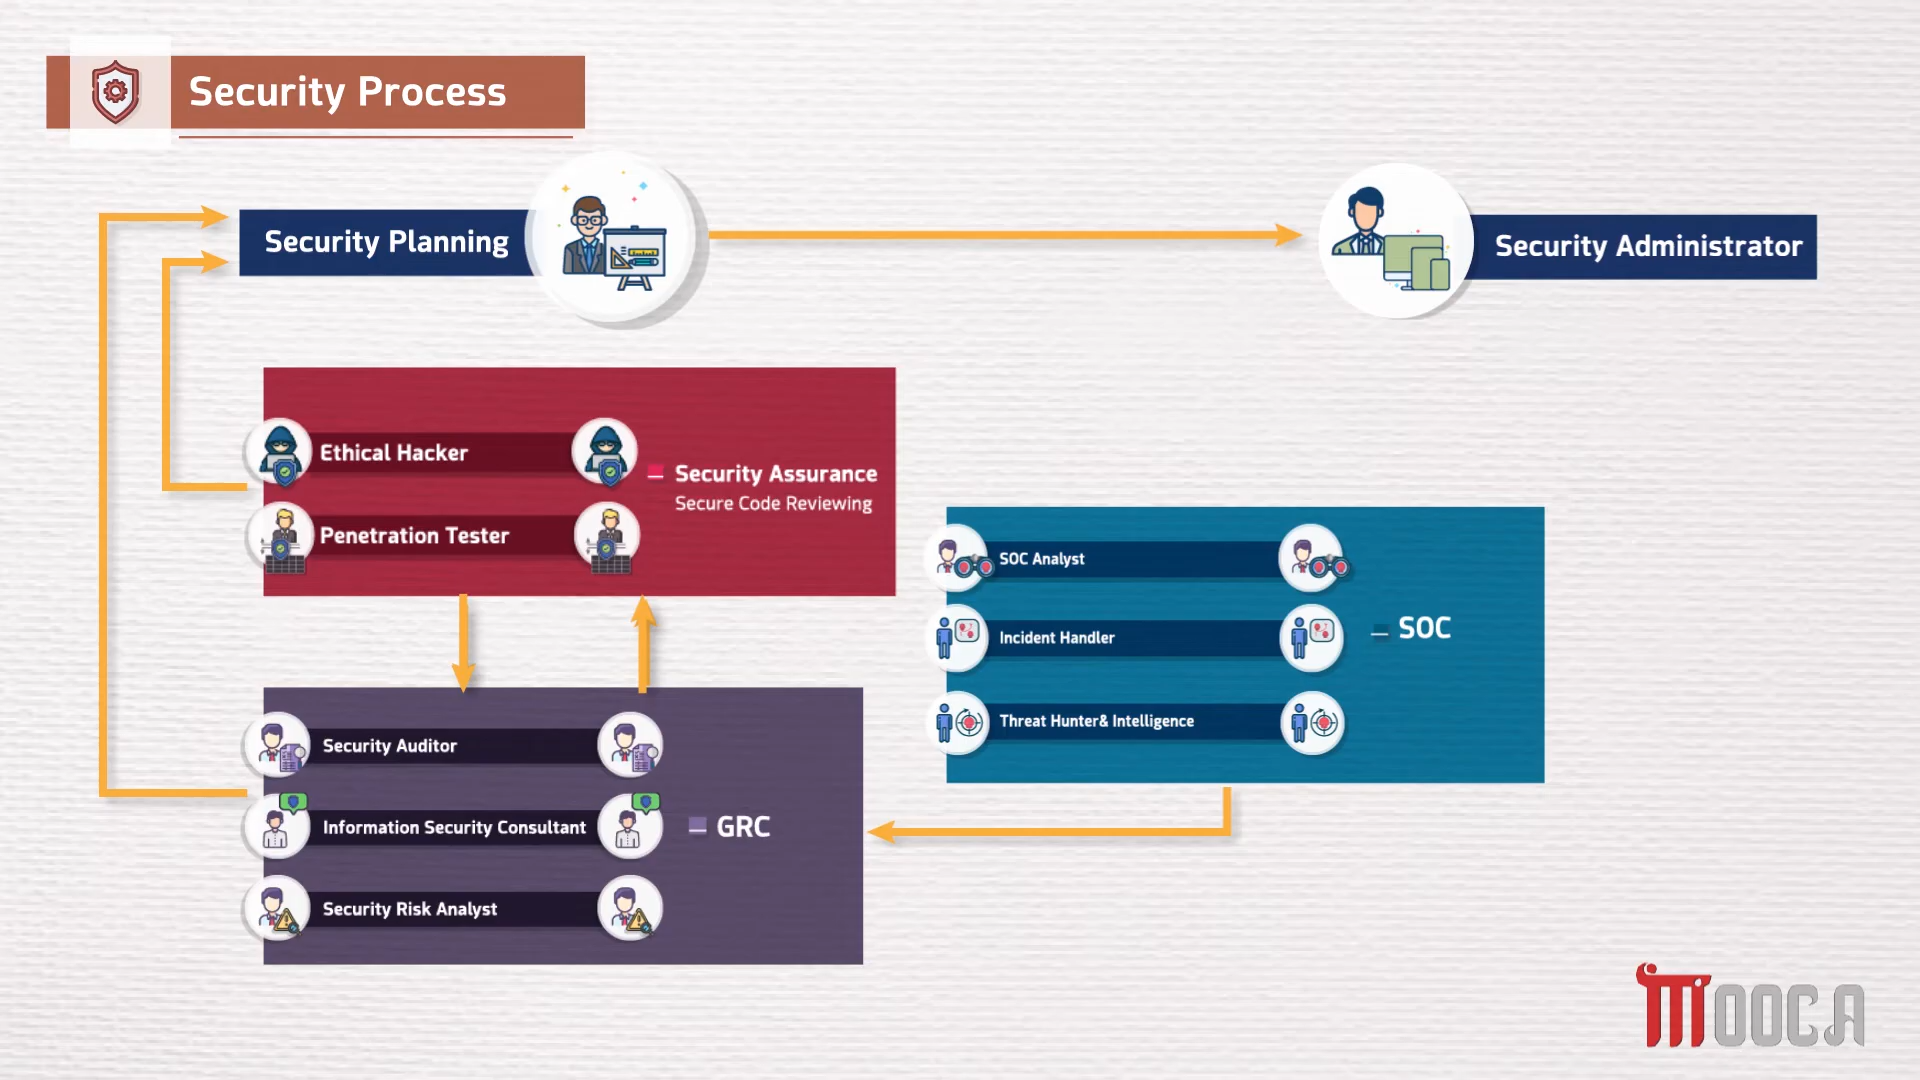 Security Process
Security Planning
Security Administrator
Ethical Hacker
Penetration Tester
Security Assurance
Secure Code Reviewing
SOC Analyst
Incident Handler
Threat Hunter& Intelligence
SOC
Security Auditor
Information Security Consultant
Security Risk Analyst
GRC
MOOCA